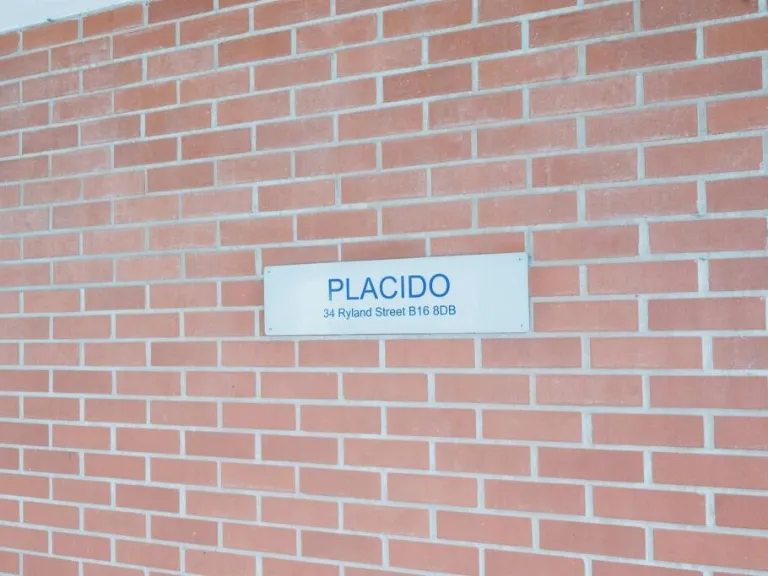 PLACIDO
34 Ryland Street B16 8DB